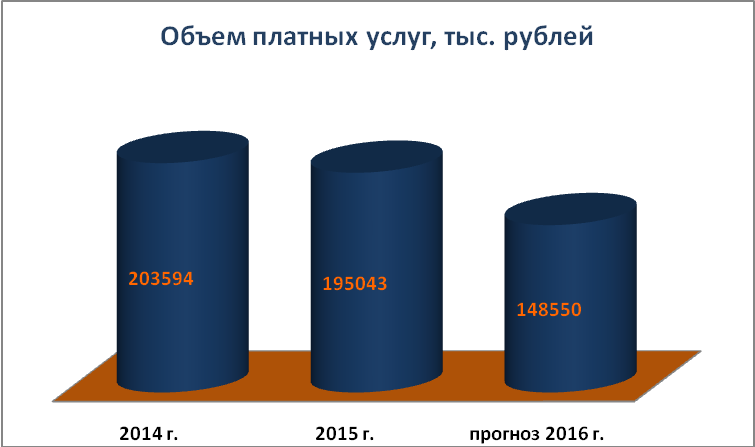 Объем платных услуг, тыс. рублей
203594
195043
148550
2014 г.
2015 г.
прогноз 2016 г.